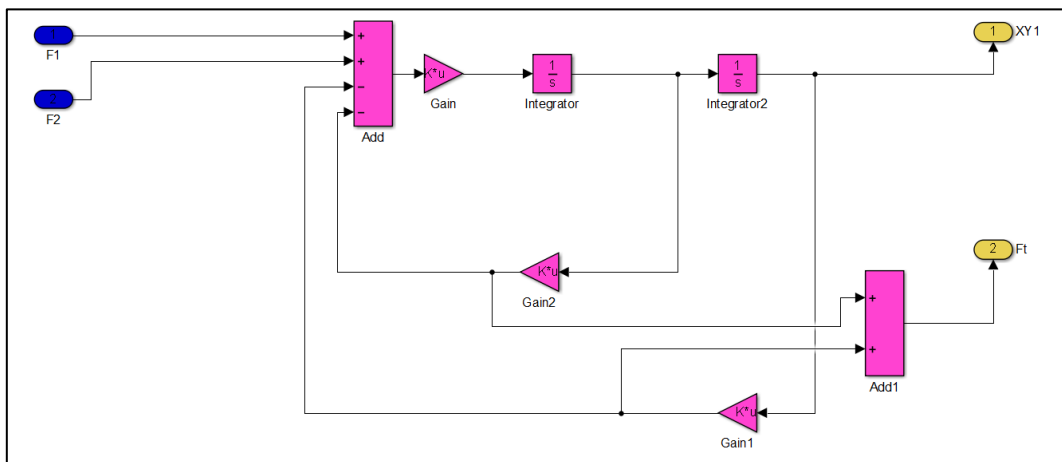 1
F1
2
F2
+
+
−
−
Add
K*u
Gain
1
s
Integrator
1
s
Integrator2
1
XY1
K*u
Gain2
2
Ft
+
+
Add1
K*u
Gain1